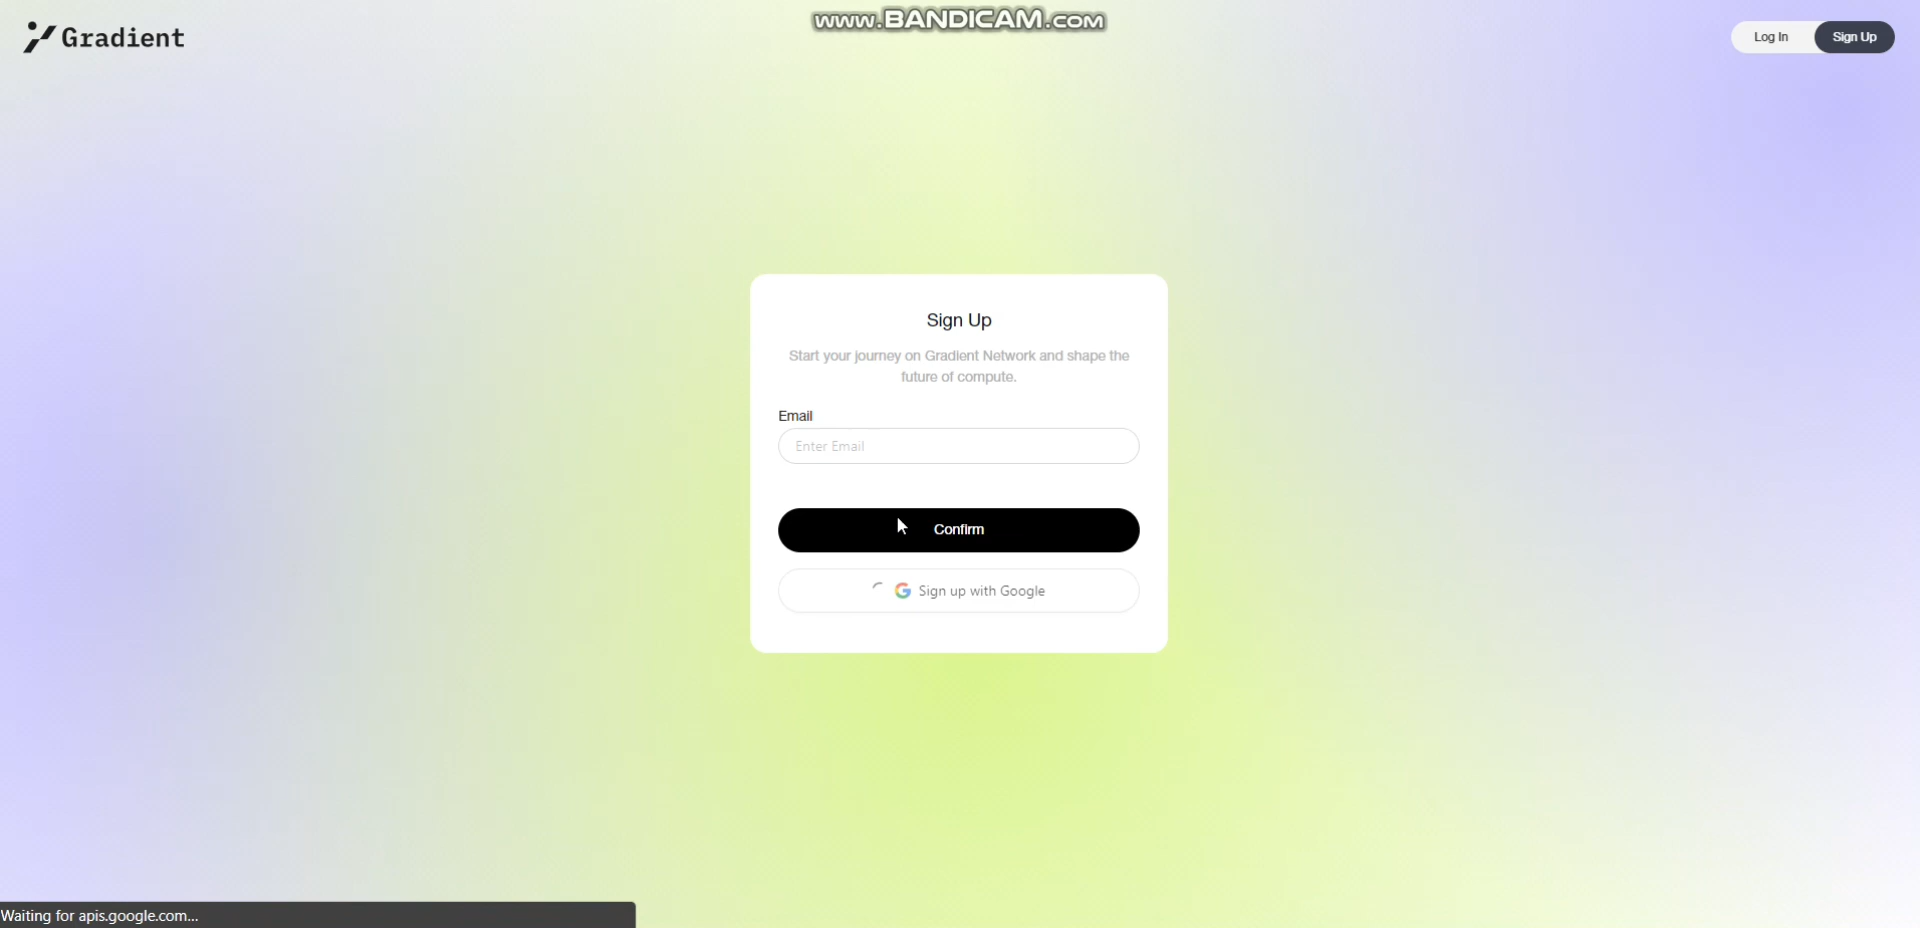 www.BANDICAM.com
Gradient
Log In
Sign Up
Sign Up
Start your journey on Gradient Network and shape the
future of compute.
Email
Enter Email
Confirm
Sign up with Google
Waiting for apis.google.com...